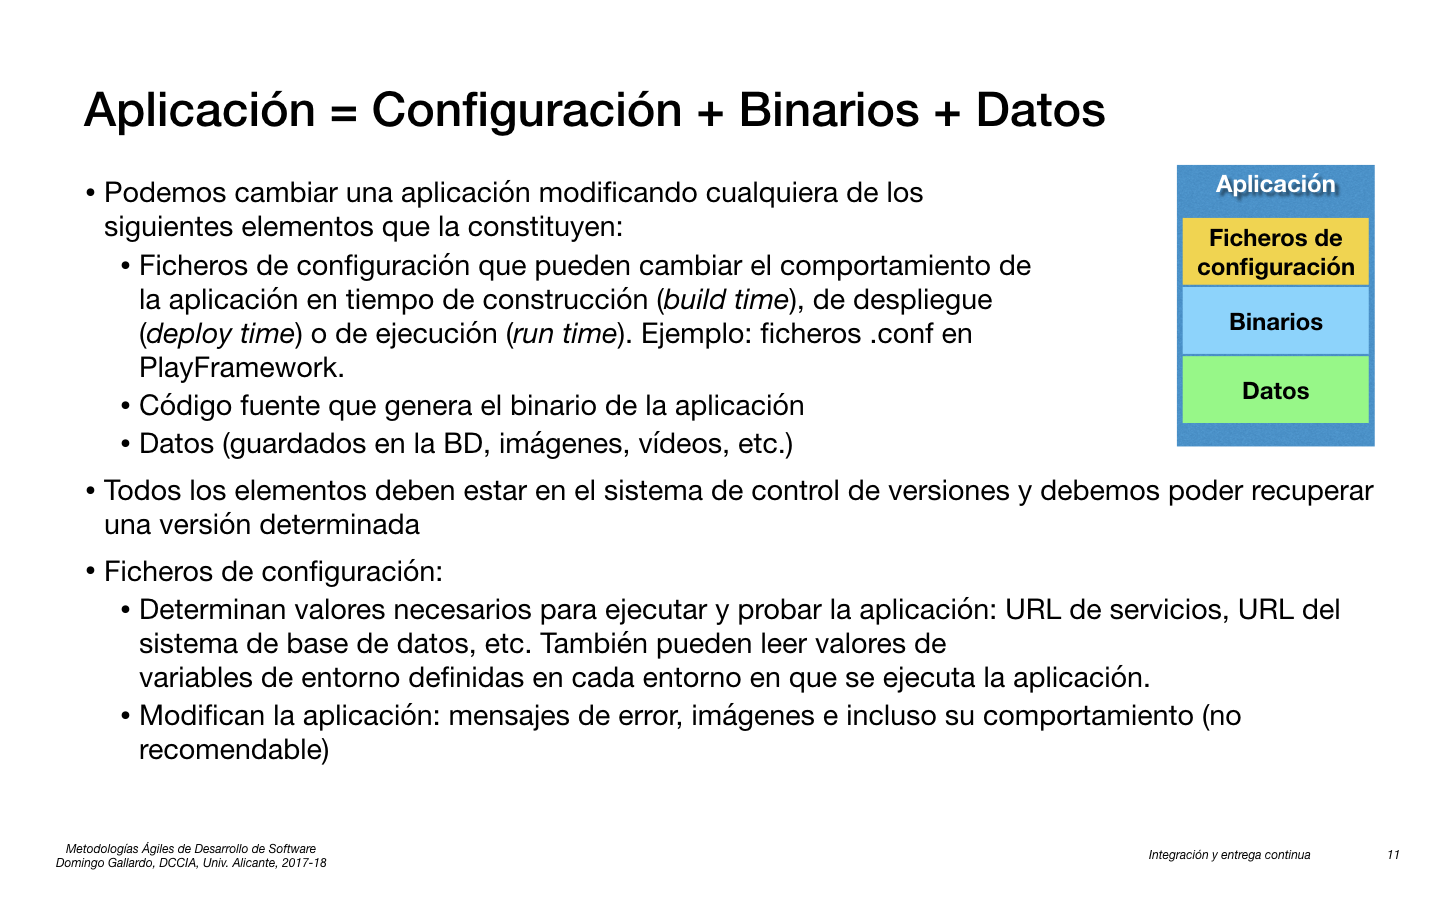 Aplicación = Configuración + Binarios + Datos
• Podemos cambiar una aplicación modificando cualquiera de los
siguientes elementos que la constituyen:
• Ficheros de configuración que pueden cambiar el comportamiento de
la aplicación en tiempo de construcción (build time), de despliegue
(deploy time) o de ejecución (run time). Ejemplo: ficheros .conf en
PlayFramework.
• Código fuente que genera el binario de la aplicación
• Datos (guardados en la BD, imágenes, vídeos, etc.)
Aplicación
Ficheros de
configuración
Binarios
Datos
• Todos los elementos deben estar en el sistema de control de versiones y debemos poder recuperar
una versión determinada
• Ficheros de configuración:
• Determinan valores necesarios para ejecutar y probar la aplicación: URL de servicios, URL del
sistema de base de datos, etc. También pueden leer valores de
variables de entorno definidas en cada entorno en que se ejecuta la aplicación.
• Modifican la aplicación: mensajes de error, imágenes e incluso su comportamiento (no
recomendable)
Metodologías Ágiles de Desarrollo de Software
Domingo Gallardo, DCCIA, Univ. Alicante, 2017-18
Integración y entrega continua
11